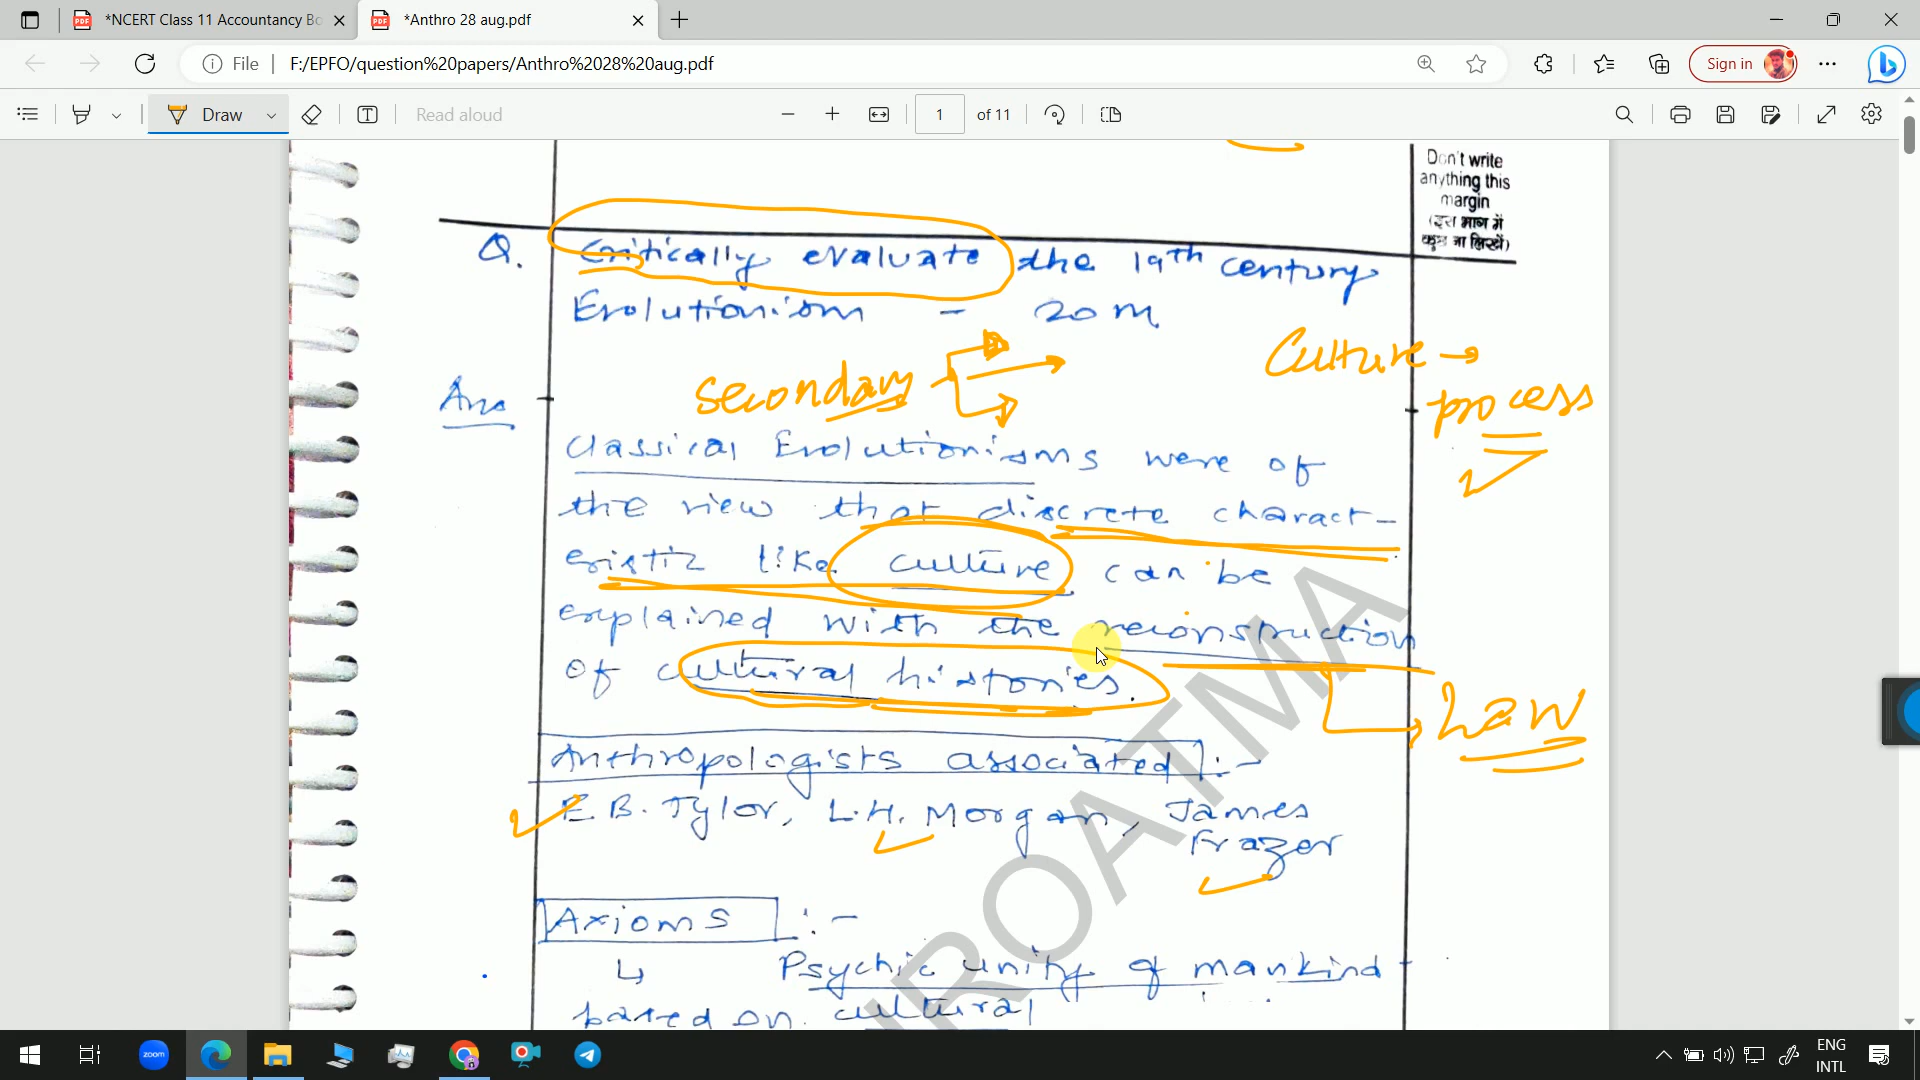 *NCERT Class 11 Accountancy Bo
*Anthro 28 aug.pdf
File
F:/EPFO/question%20papers/Anthro%2028%20aug.pdf
Sign in
Draw
Read aloud
1 of 11
Don't write
anything this
margin
(इस भाग में
कुछ ना लिखें)
Q. Critically evaluate the 19th century
Evolutionism - 20 m
Culture →
secondary
process
Ans
Classical Evolutionisms were of
the view that discrete charact-
eristic like culture can be
explained with the reconstruction
of cultural histories.
Law
Anthropologists associated :-
E.B. Tylor, L.H. Morgan, James
Frazer
Axioms :-
↳ Psychic unity of mankind
based on cultural
IROATMA
zoom
ENG
INTL